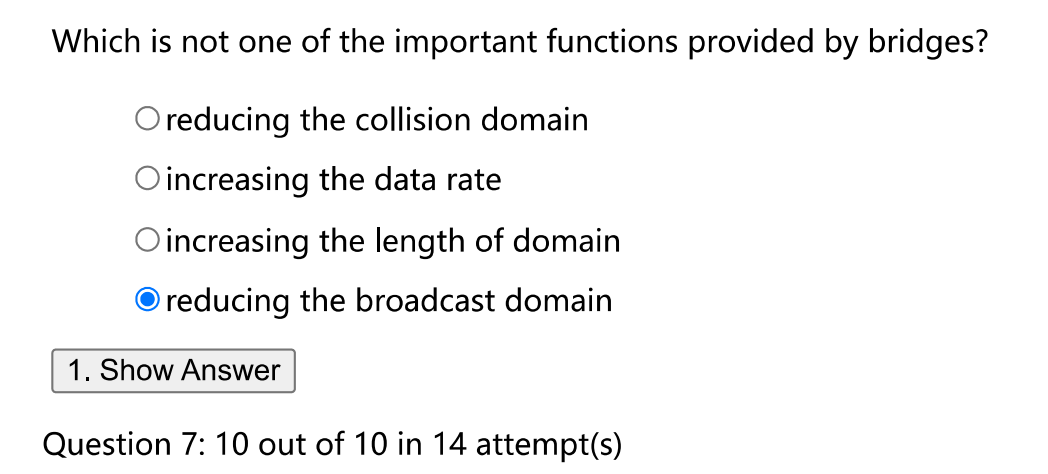 Which is not one of the important functions provided by bridges?
reducing the collision domain
increasing the data rate
increasing the length of domain
reducing the broadcast domain
1. Show Answer
Question 7: 10 out of 10 in 14 attempt(s)